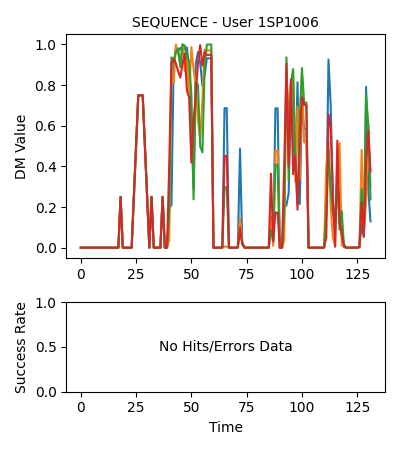 SEQUENCE - User 1SP1006
DM Value
1.0
0.8
0.6
0.4
0.2
0.0
0 25 50 75 100 125
Success Rate
1.0
0.5
0.0
No Hits/Errors Data
0 25 50 75 100 125
Time